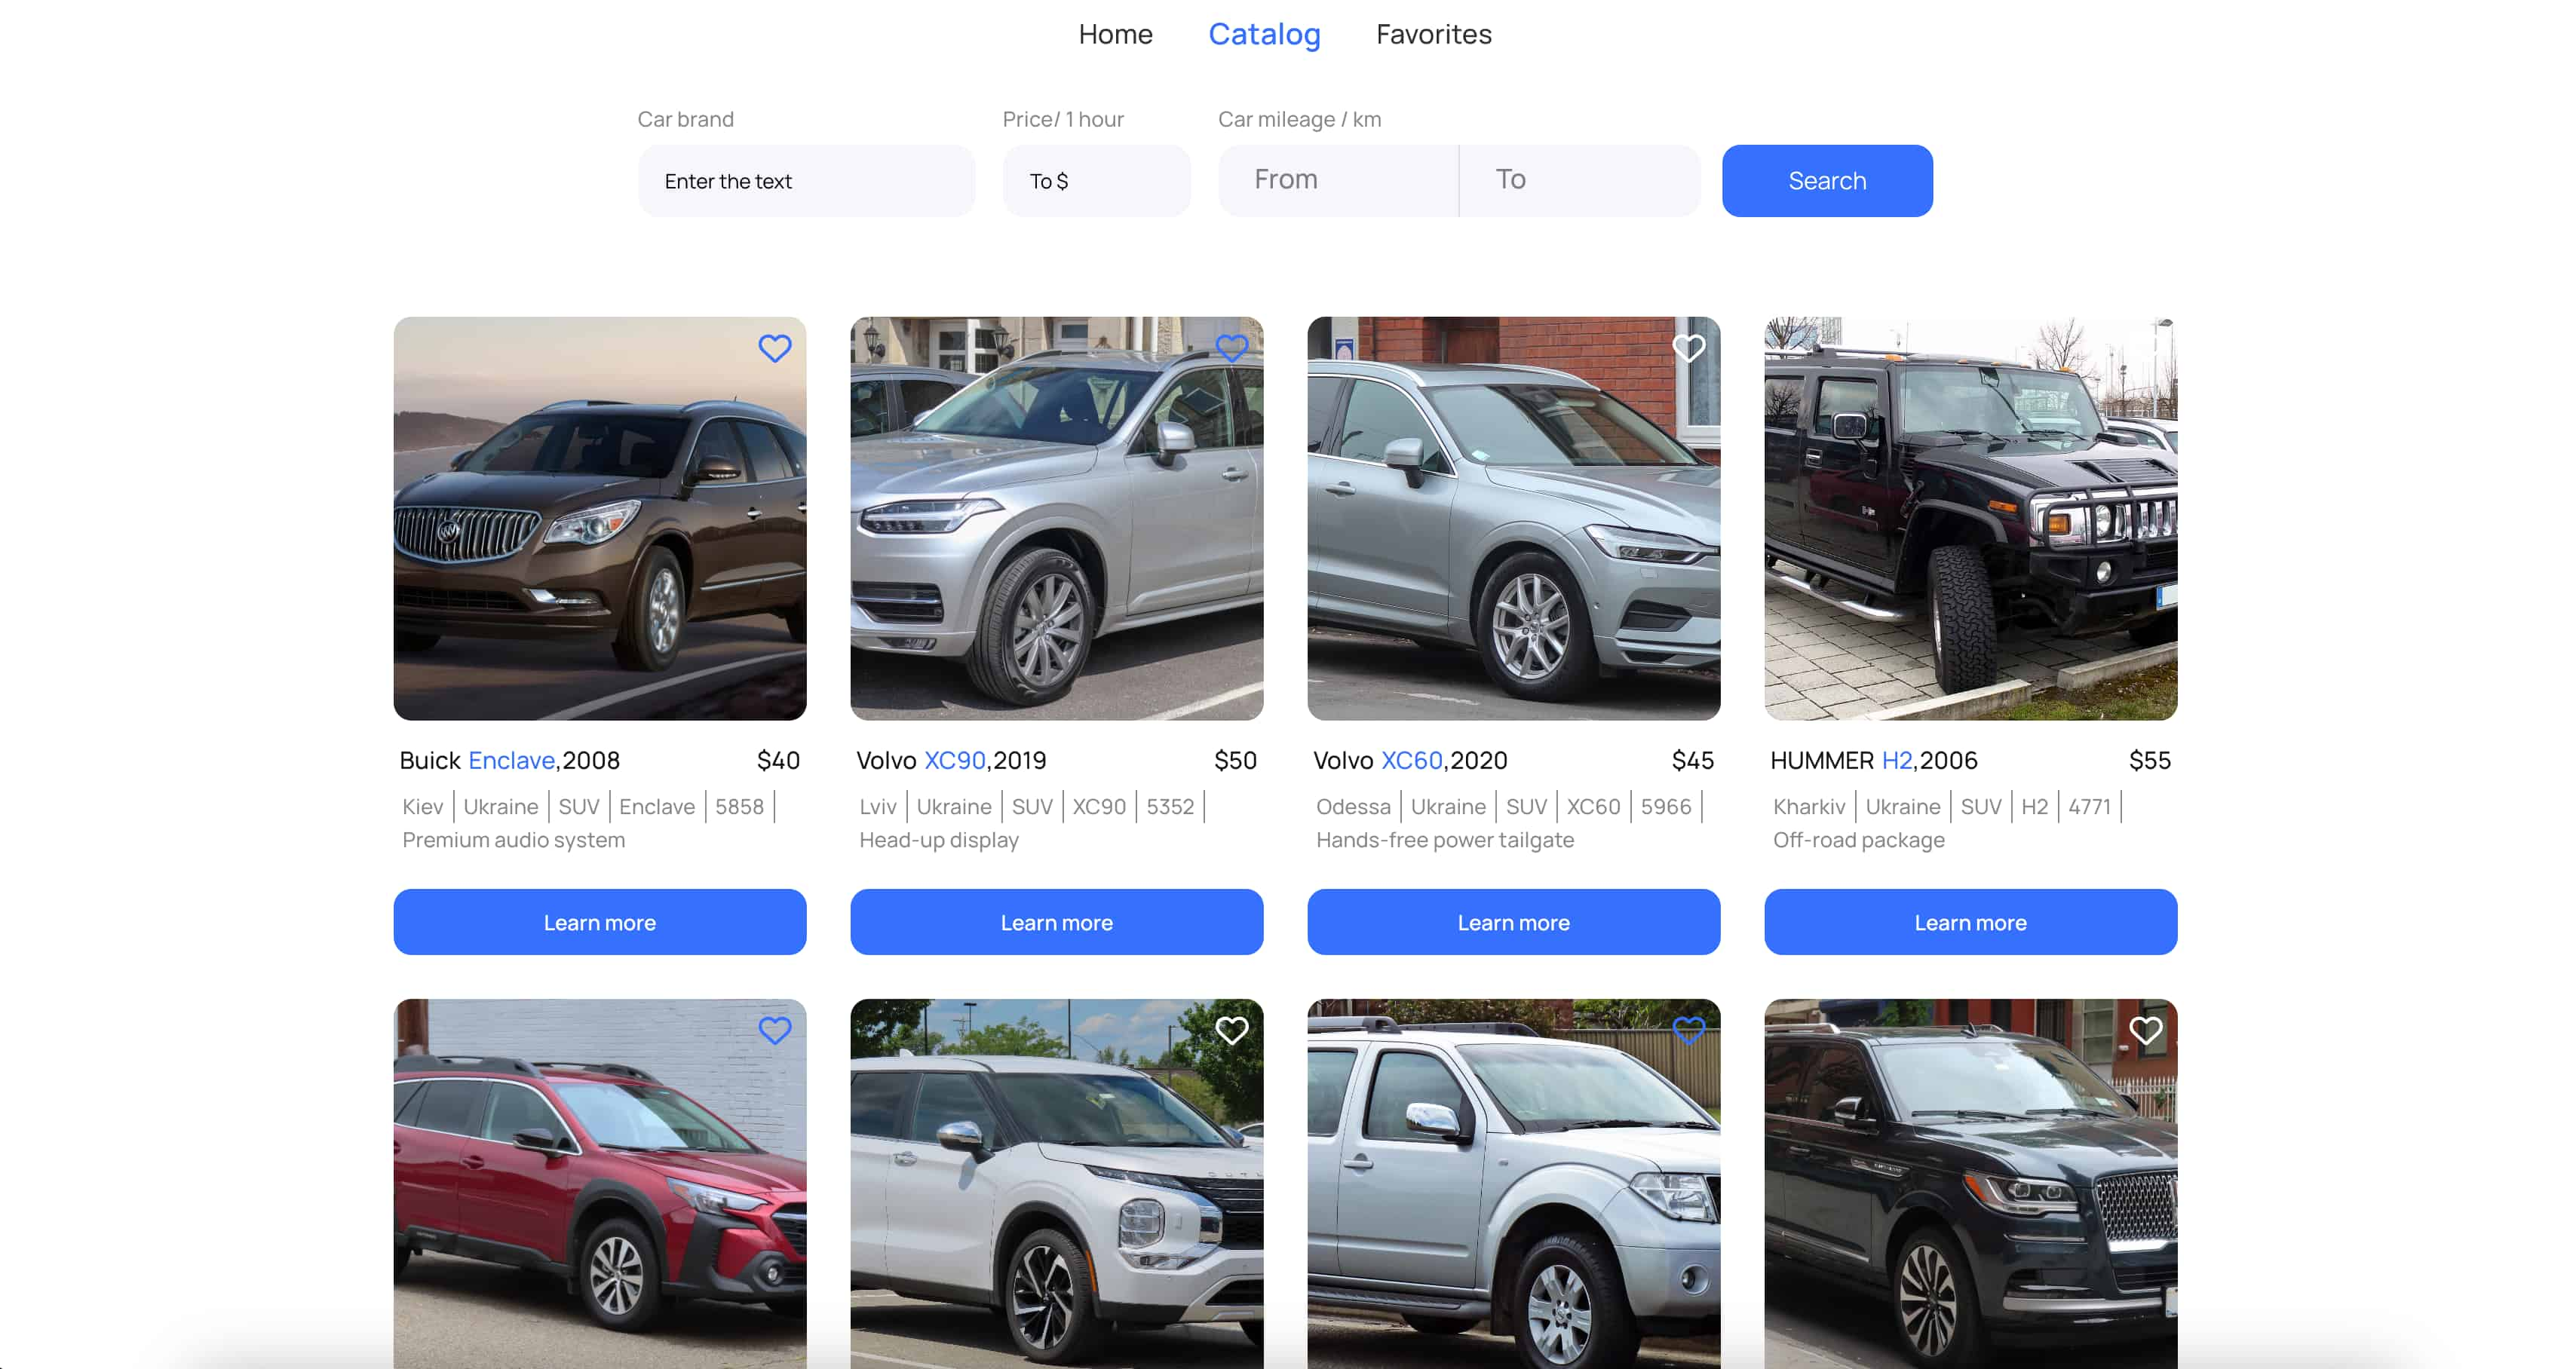 Home Catalog Favorites
Car brand Price/ 1 hour Car mileage / km
Enter the text To $ From To Search
Buick Enclave,2008 $40
Kiev | Ukraine | SUV | Enclave | 5858 |
Premium audio system
Learn more
Volvo XC90,2019 $50
Lviv | Ukraine | SUV | XC90 | 5352 |
Head-up display
Learn more
Volvo XC60,2020 $45
Odessa | Ukraine | SUV | XC60 | 5966 |
Hands-free power tailgate
Learn more
HUMMER H2,2006 $55
Kharkiv | Ukraine | SUV | H2 | 4771 |
Off-road package
Learn more